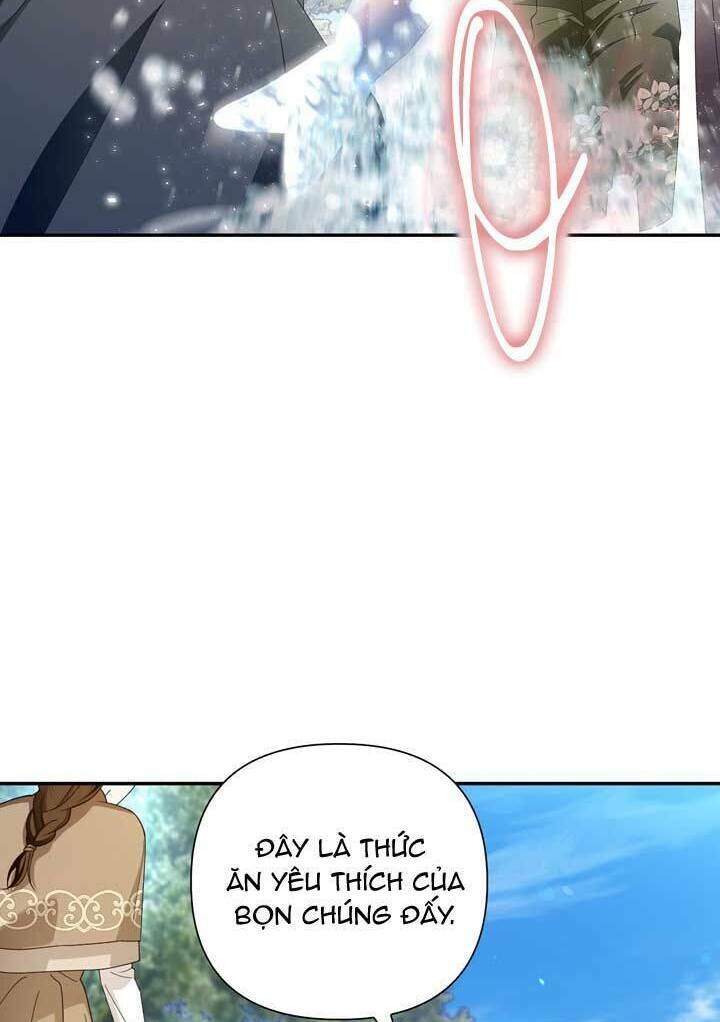 ĐÂY LÀ THỨC
ĂN YÊU THÍCH CỦA
BỌN CHÚNG ĐẤY.